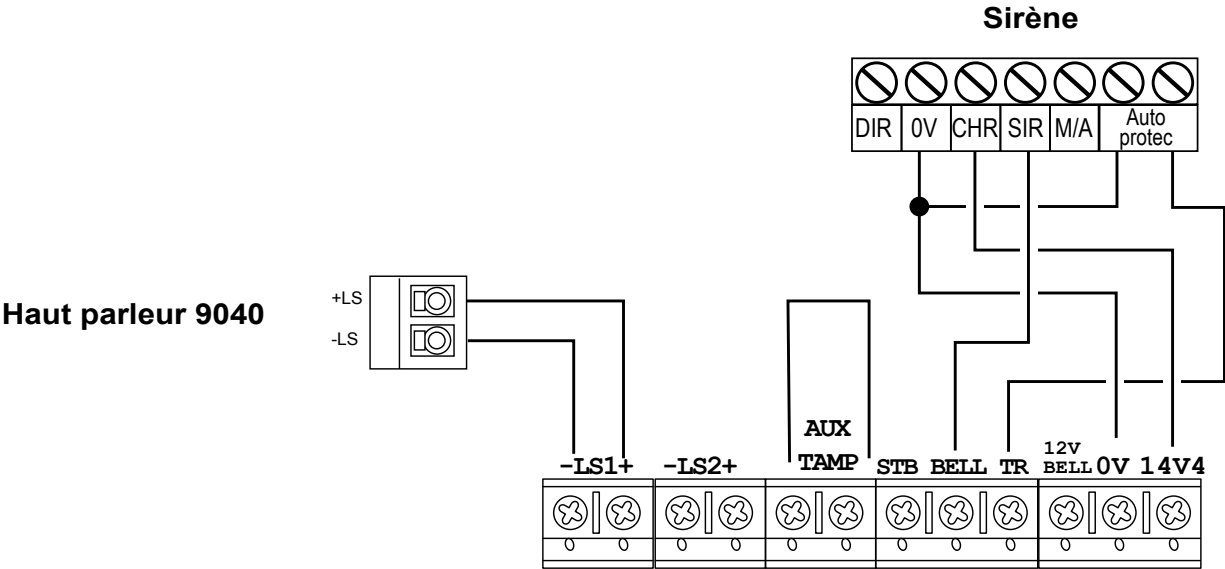 Sirène
DIR 0V CHR SIR M/A Auto protec
Haut parleur 9040
+LS
-LS
AUX
TAMP
-LS1+ -LS2+ STB BELL TR 12V BELL 0V 14V4